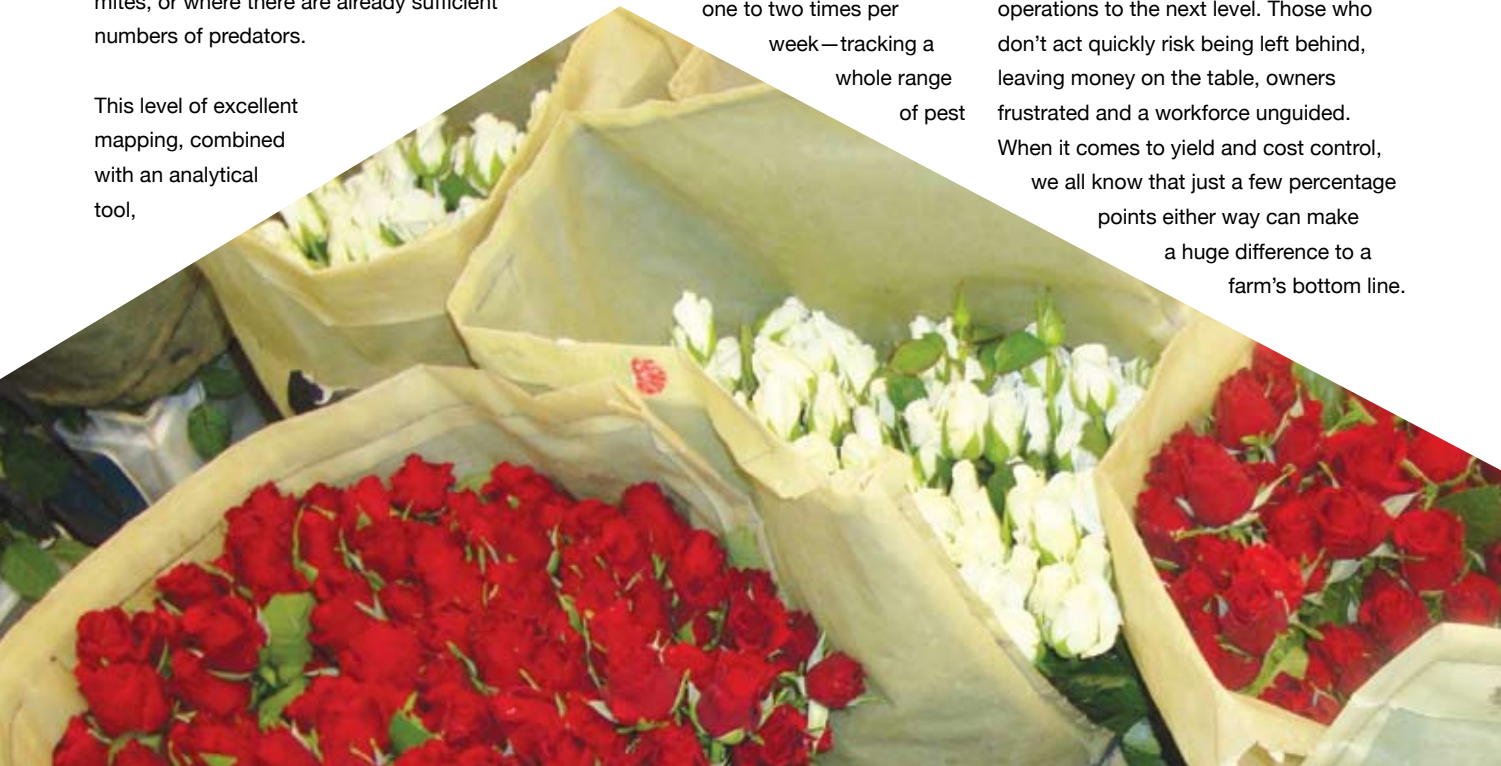 mites, or where there are already sufficient
numbers of predators.
This level of excellent
mapping, combined
with an analytical
tool,
one to two times per
week—tracking a
whole range
of pest
operations to the next level. Those who
don’t act quickly risk being left behind,
leaving money on the table, owners
frustrated and a workforce unguided.
When it comes to yield and cost control,
we all know that just a few percentage
points either way can make
a huge difference to a
farm’s bottom line.